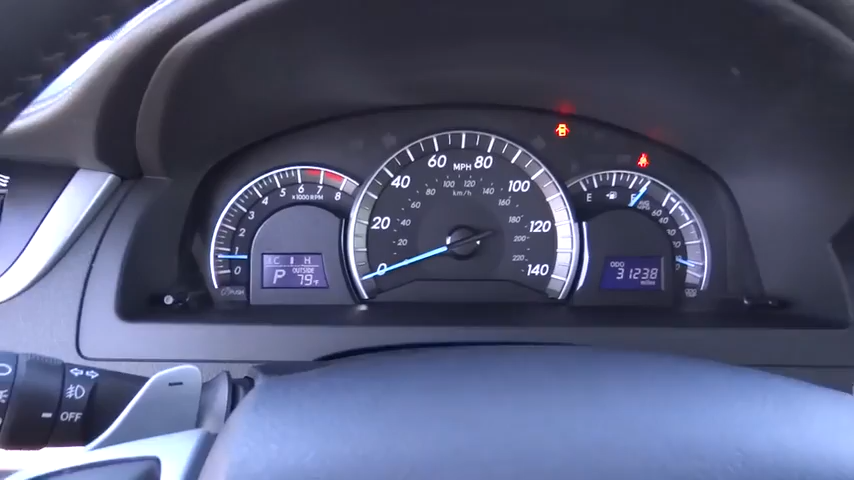 60 MPH 80
40 100
20 120
0 140
20 40 60 80 100 120 140 160 180 200 220
km/h
0 1 2 3 4 5 6 7 8
x1000 RPM
C H
P
OUTSIDE
79°F
E
ODO
31238
miles
OFF